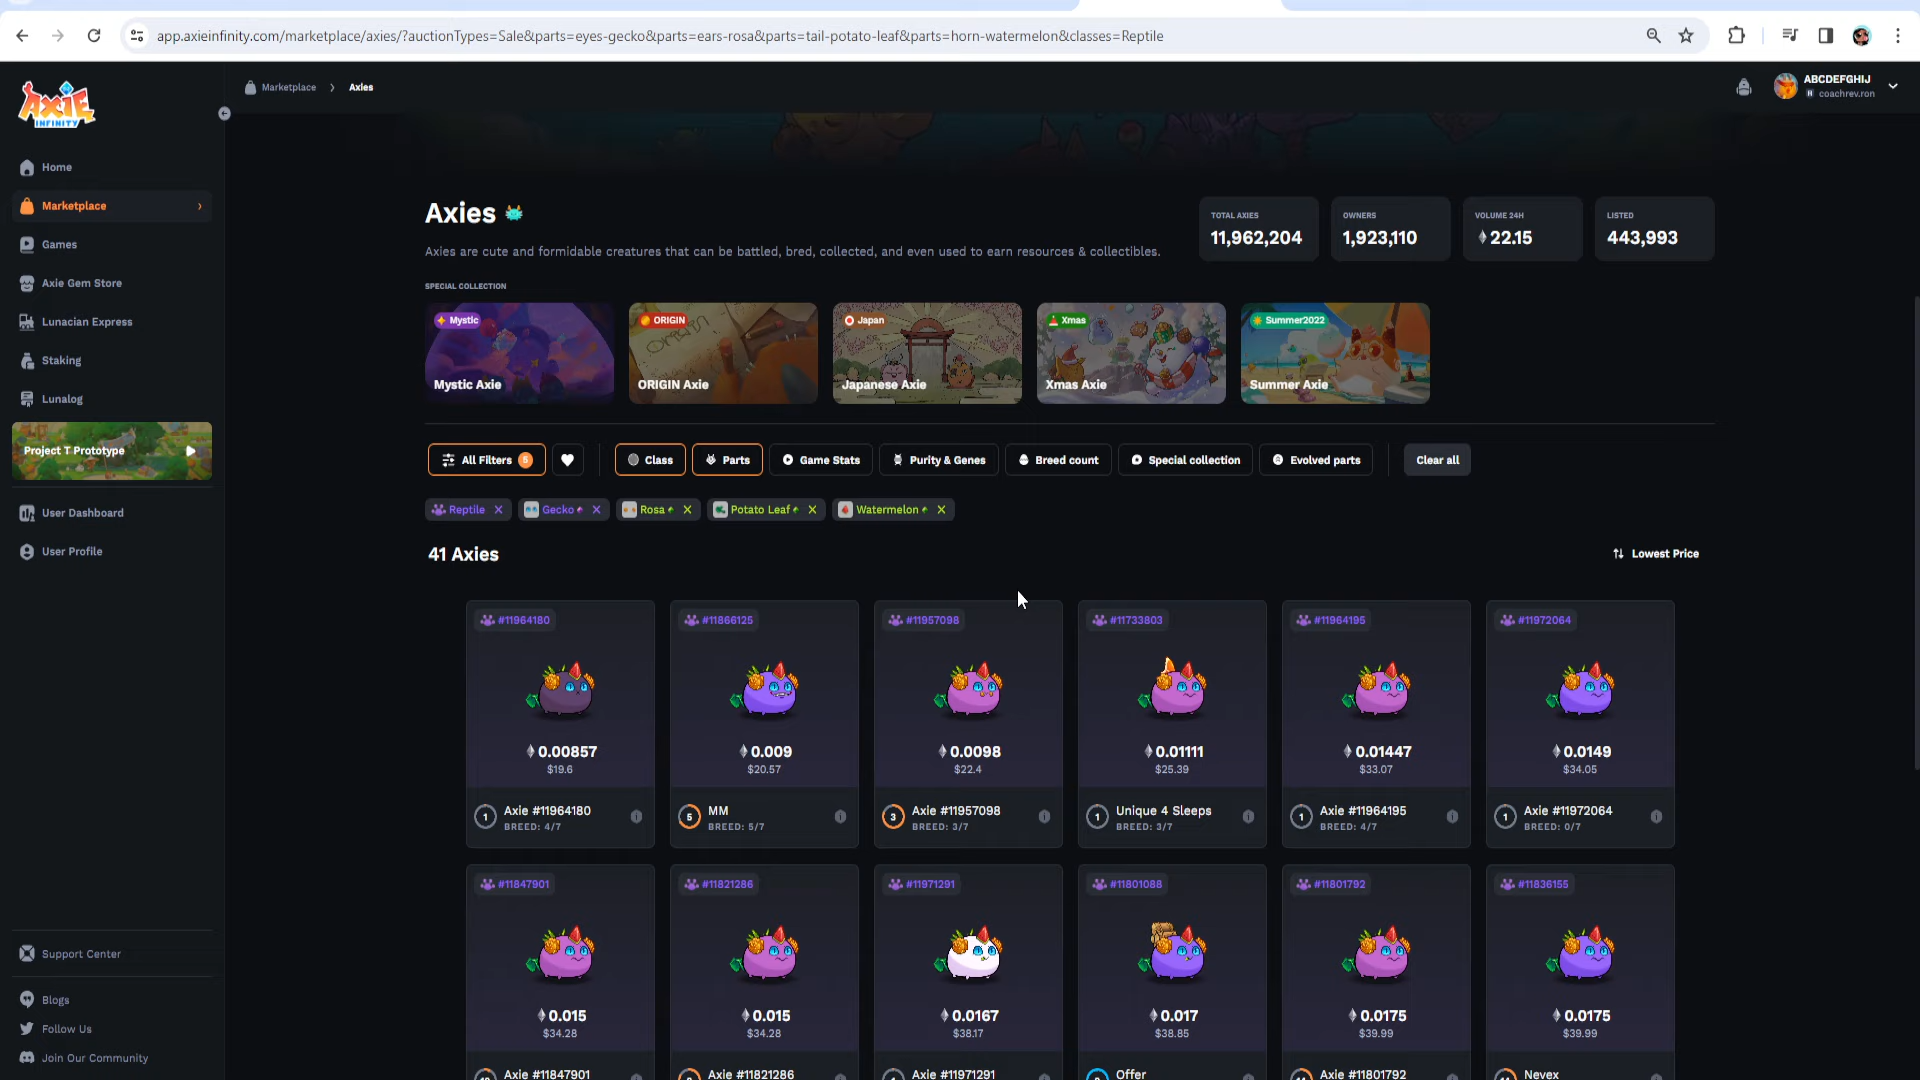 app.axieinfinity.com/marketplace/axies/?auctionTypes=Sale&parts=eyes-gecko&parts=ears-rosa&parts=tail-potato-leaf&parts=horn-watermelon&classes=Reptile
AXIE
INFINITY
Marketplace > Axies
ABCDEFGHIJ
coachrev.ron
Home
Marketplace
Games
Axie Gem Store
Lunacian Express
Staking
Lunalog
Project T Prototype
User Dashboard
User Profile
Support Center
Blogs
Follow Us
Join Our Community
Axies
Axies are cute and formidable creatures that can be battled, bred, collected, and even used to earn resources & collectibles.
TOTAL AXIES
11,962,204
OWNERS
1,923,110
VOLUME 24H
22.15
LISTED
443,993
SPECIAL COLLECTION
Mystic
Mystic Axie
ORIGIN
ORIGIN Axie
Japan
Japanese Axie
Xmas
Xmas Axie
Summer2022
Summer Axie
All Filters 5
Class
Parts
Game Stats
Purity & Genes
Breed count
Special collection
Evolved parts
Clear all
Reptile
Gecko
Rosa
Potato Leaf
Watermelon
41 Axies
Lowest Price
#11964180
0.00857
$19.6
1
Axie #11964180
BREED: 4/7
#11866125
0.009
$20.57
5
MM
BREED: 5/7
#11957098
0.0098
$22.4
3
Axie #11957098
BREED: 3/7
#11733803
0.01111
$25.39
1
Unique 4 Sleeps
BREED: 3/7
#11964195
0.01447
$33.07
1
Axie #11964195
BREED: 4/7
#11972064
0.0149
$34.05
1
Axie #11972064
BREED: 0/7
#11847901
0.015
$34.28
Axie #11847901
#11821286
0.015
$34.28
Axie #11821286
#11971291
0.0167
$38.17
Axie #11971291
#11801088
0.017
$38.85
Offer
#11801792
0.0175
$39.99
Axie #11801792
#11836155
0.0175
$39.99
Nevex